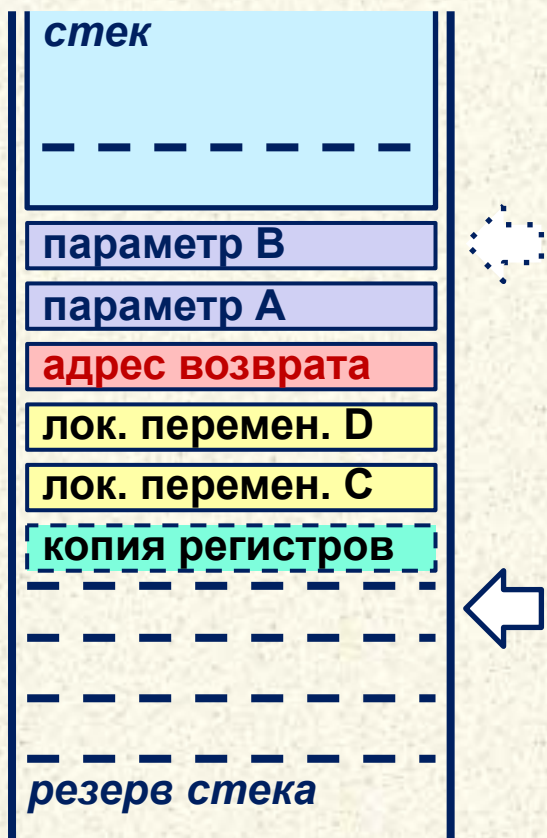 стек
параметр B
параметр A
адрес возврата
лок. перемен. D
лок. перемен. C
копия регистров
резерв стека